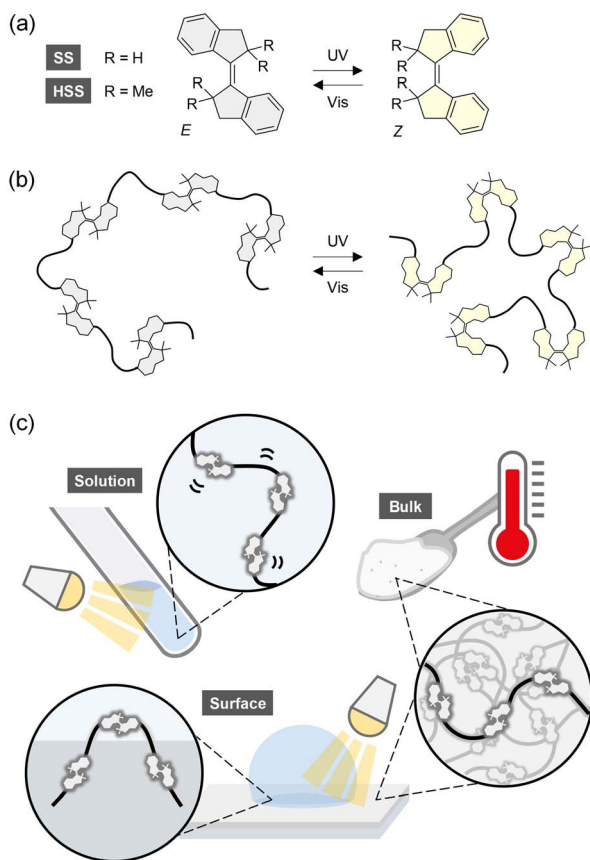 (a)
SS R = H
HSS R = Me
R R
R R
E
UV
Vis
R R
R R
Z
(b)
UV
Vis
(c)
Solution
Bulk
Surface